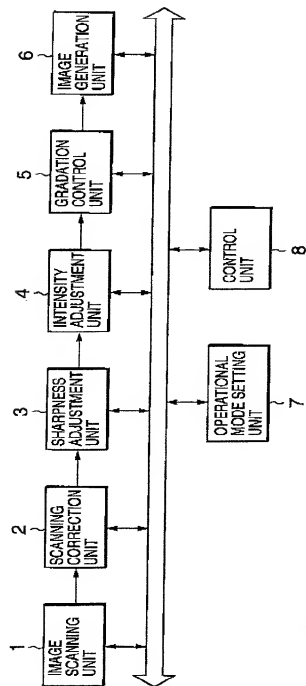 1
IMAGE
SCANNING
UNIT
2
SCANNING
CORRECTION
UNIT
3
SHARPNESS
ADJUSTMENT
UNIT
4
INTENSITY
ADJUSTMENT
UNIT
5
GRADATION
CONTROL
UNIT
6
IMAGE
GENERATION
UNIT
OPERATIONAL
MODE SETTING
UNIT
7
CONTROL
UNIT
8